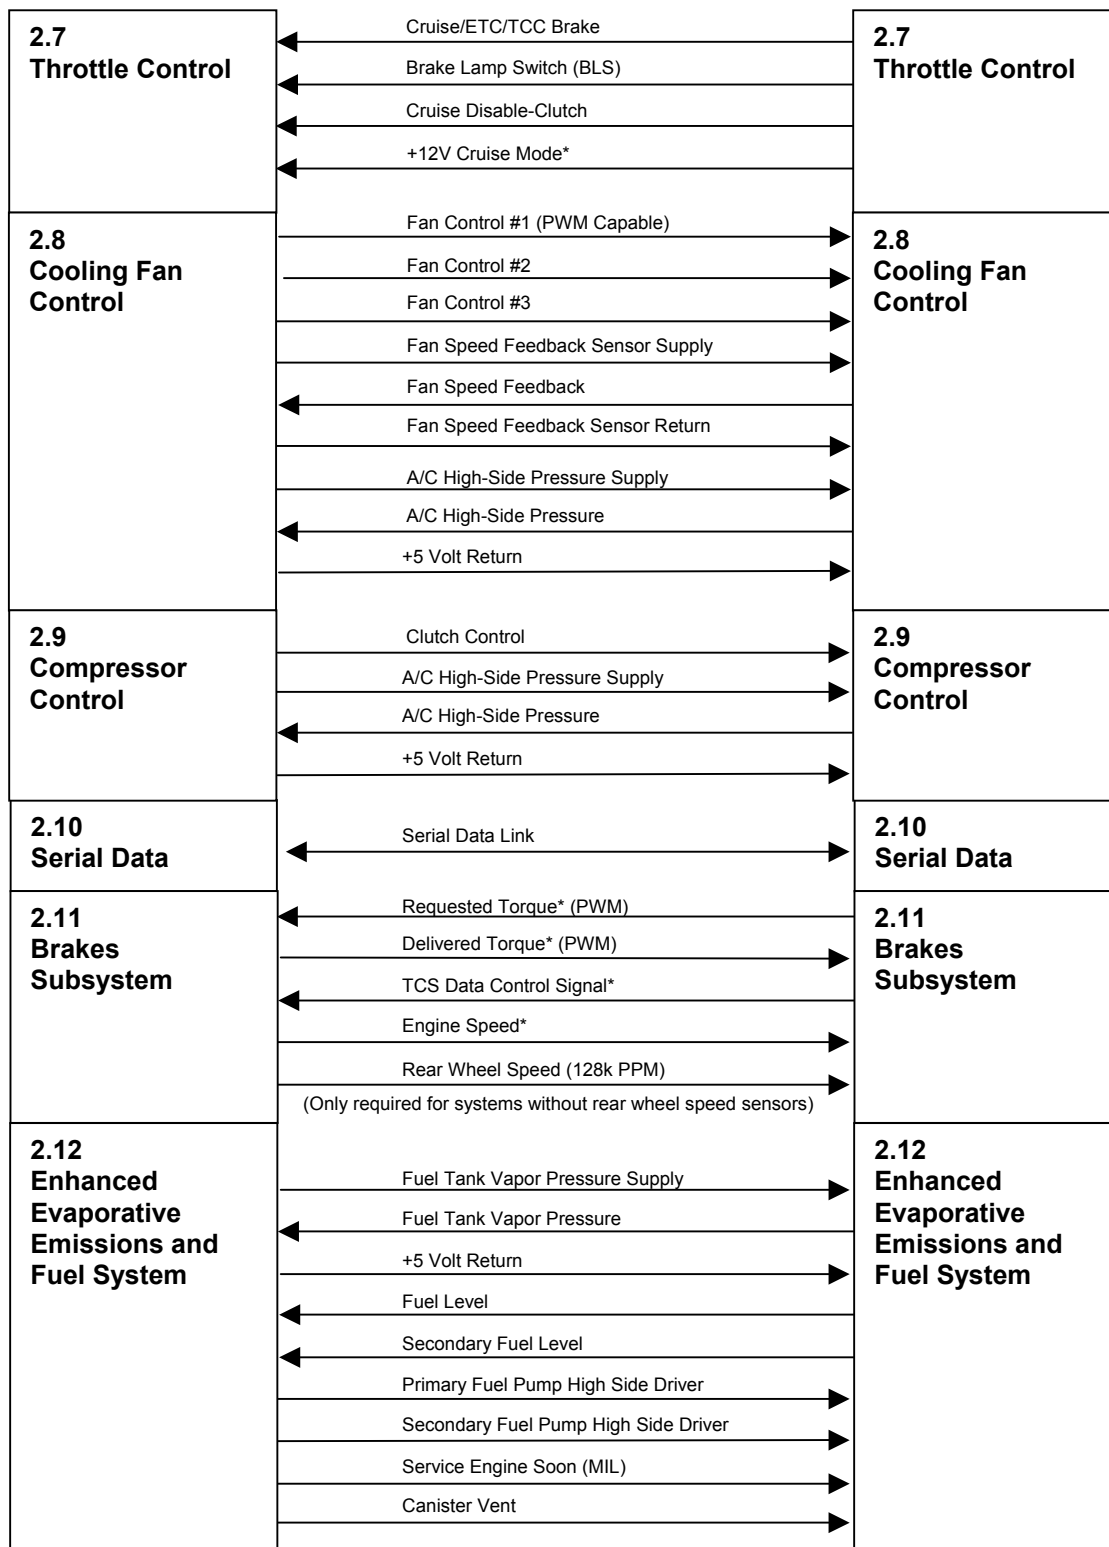 2.7
Throttle Control
Cruise/ETC/TCC Brake
Brake Lamp Switch (BLS)
Cruise Disable-Clutch
+12V Cruise Mode*
2.7
Throttle Control
2.8
Cooling Fan
Control
Fan Control #1 (PWM Capable)
Fan Control #2
Fan Control #3
Fan Speed Feedback Sensor Supply
Fan Speed Feedback
Fan Speed Feedback Sensor Return
A/C High-Side Pressure Supply
A/C High-Side Pressure
+5 Volt Return
2.8
Cooling Fan
Control
2.9
Compressor
Control
Clutch Control
A/C High-Side Pressure Supply
A/C High-Side Pressure
+5 Volt Return
2.9
Compressor
Control
2.10
Serial Data
Serial Data Link
2.10
Serial Data
2.11
Brakes
Subsystem
Requested Torque* (PWM)
Delivered Torque* (PWM)
TCS Data Control Signal*
Engine Speed*
Rear Wheel Speed (128k PPM)
(Only required for systems without rear wheel speed sensors)
2.11
Brakes
Subsystem
2.12
Enhanced
Evaporative
Emissions and
Fuel System
Fuel Tank Vapor Pressure Supply
Fuel Tank Vapor Pressure
+5 Volt Return
Fuel Level
Secondary Fuel Level
Primary Fuel Pump High Side Driver
Secondary Fuel Pump High Side Driver
Service Engine Soon (MIL)
Canister Vent
2.12
Enhanced
Evaporative
Emissions and
Fuel System